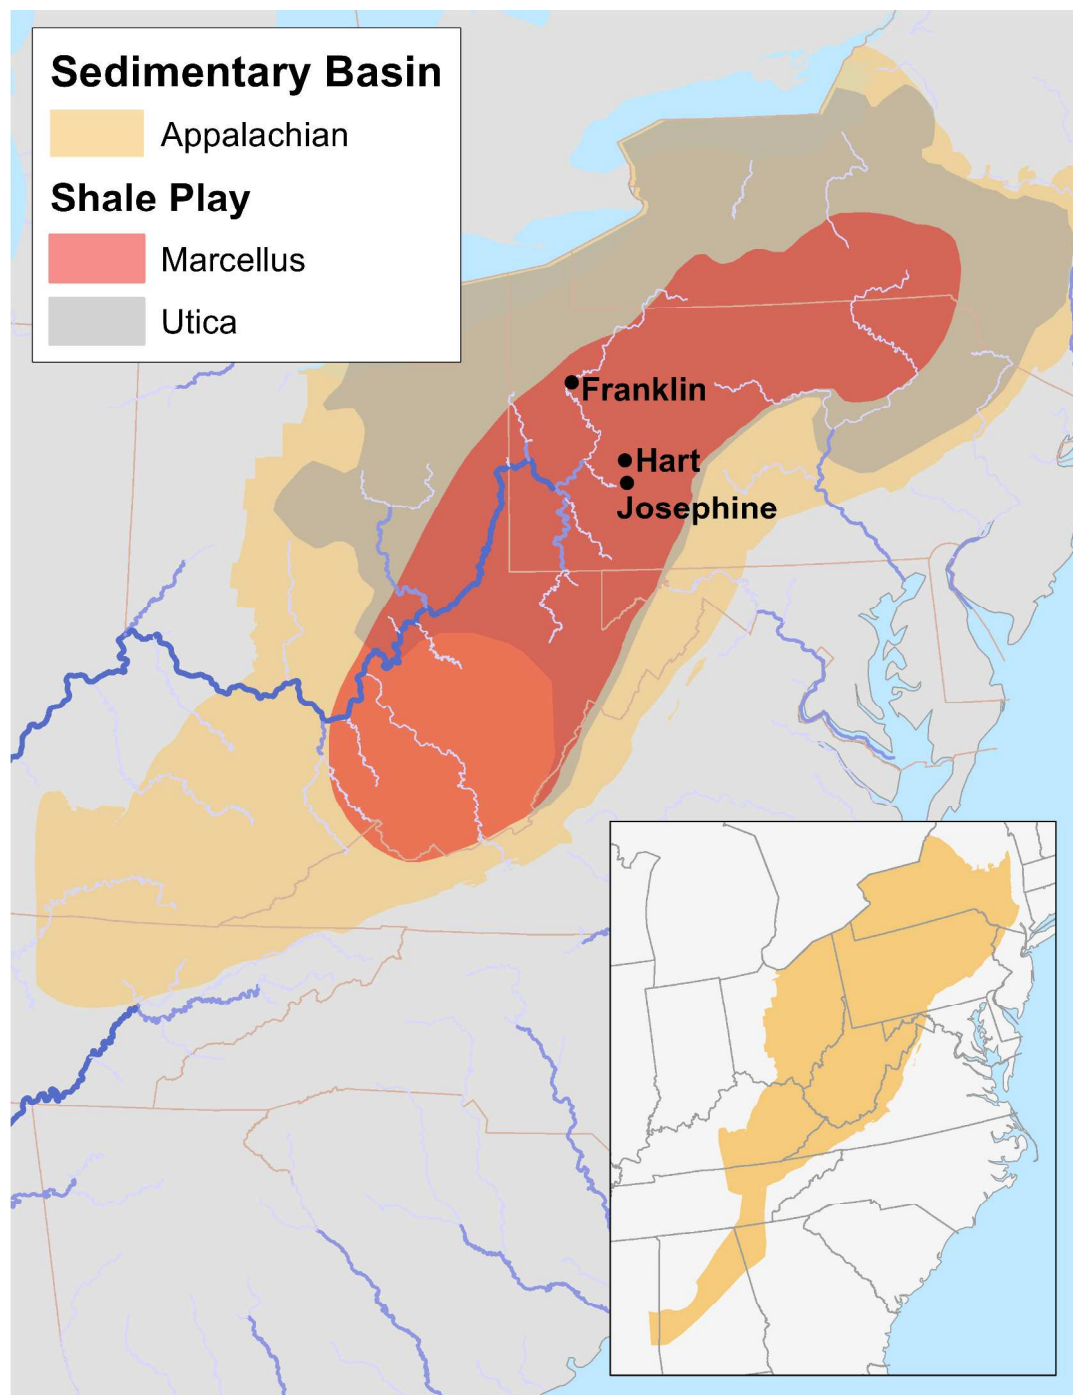 Sedimentary Basin
Appalachian
Shale Play
Marcellus
Utica
Franklin
Hart
Josephine